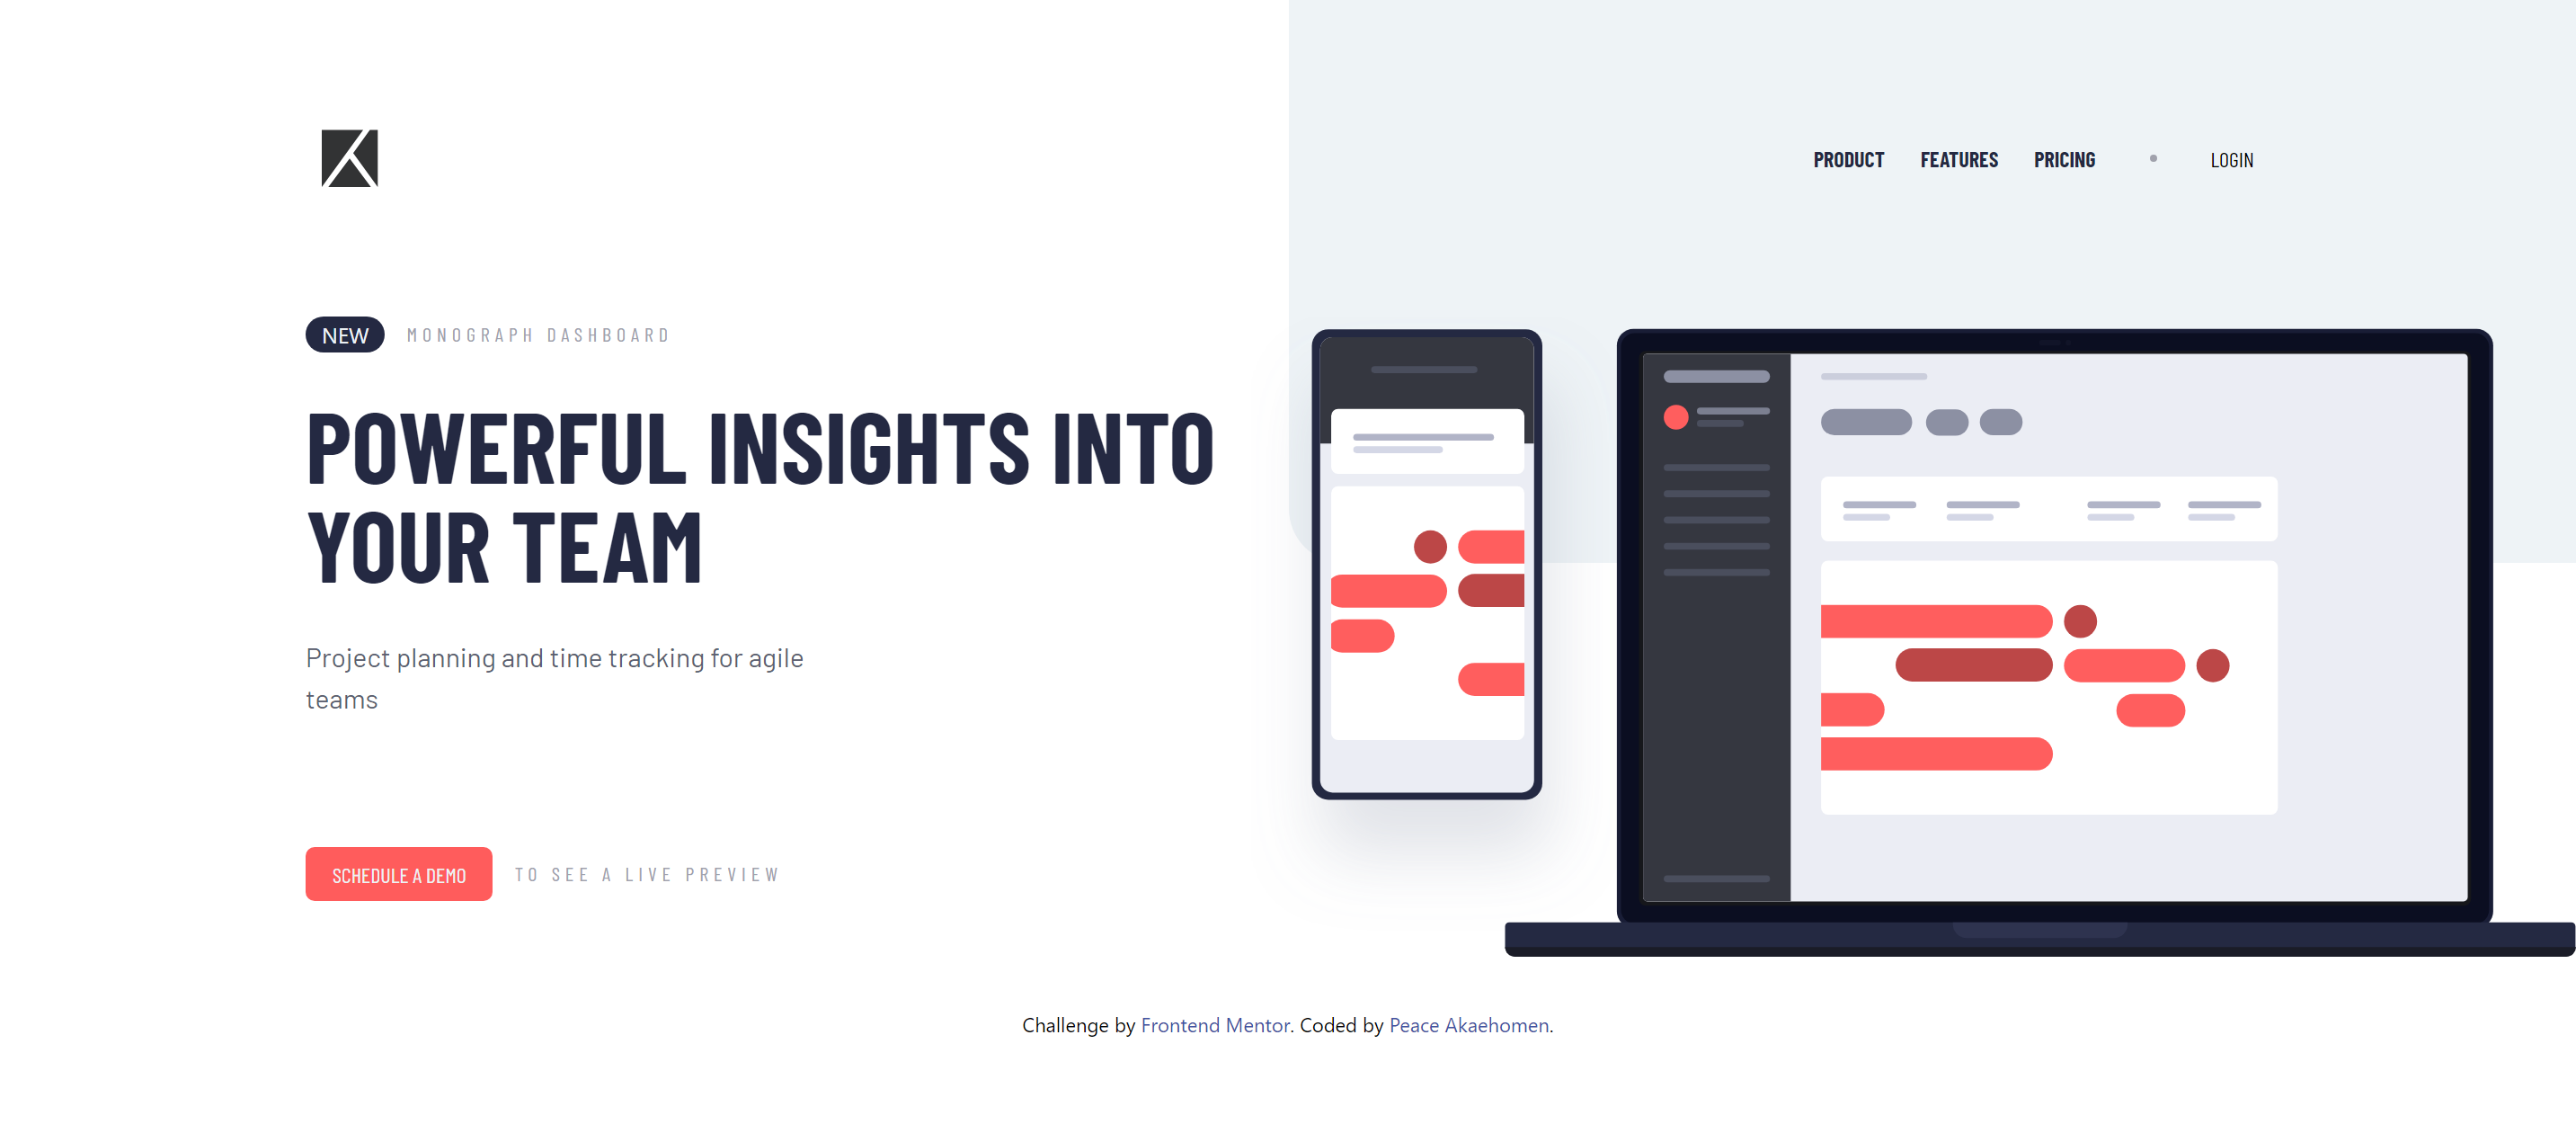 PRODUCT FEATURES PRICING LOGIN
NEW MONOGRAPH DASHBOARD
POWERFUL INSIGHTS INTO
YOUR TEAM
Project planning and time tracking for agile
teams
SCHEDULE A DEMO TO SEE A LIVE PREVIEW
Challenge by Frontend Mentor. Coded by Peace Akaehomen.